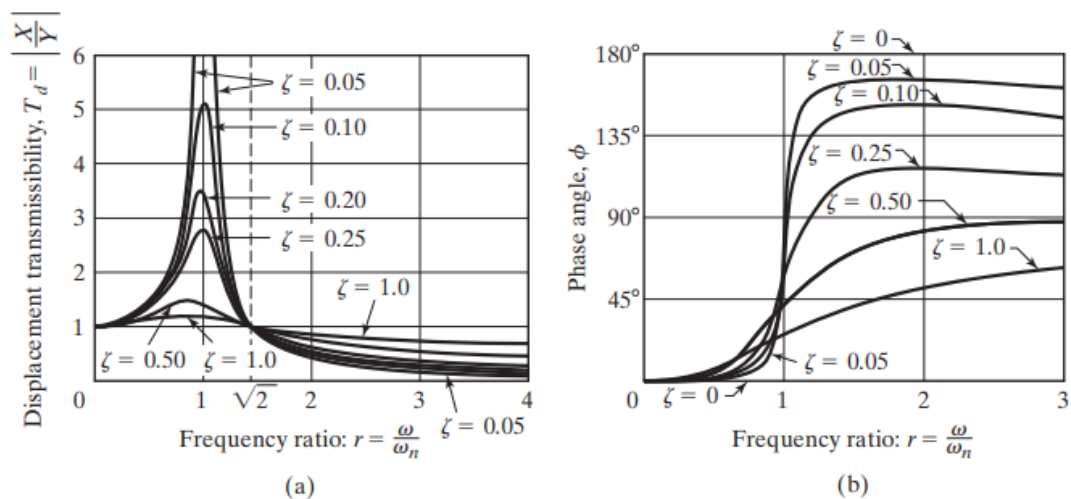 Displacement transmissibility, T_d = |X/Y|
6
5
4
3
2
1
0
ζ = 0.05
ζ = 0.10
ζ = 0.20
ζ = 0.25
ζ = 1.0
ζ = 0.50
ζ = 1.0
ζ = 0.05
1
√2
2
3
4
Frequency ratio: r = ω/ω_n
(a)
Phase angle, ϕ
180°
135°
90°
45°
0
ζ = 0
ζ = 0.05
ζ = 0.10
ζ = 0.25
ζ = 0.50
ζ = 1.0
ζ = 0.05
ζ = 0
1
2
3
Frequency ratio: r = ω/ω_n
(b)